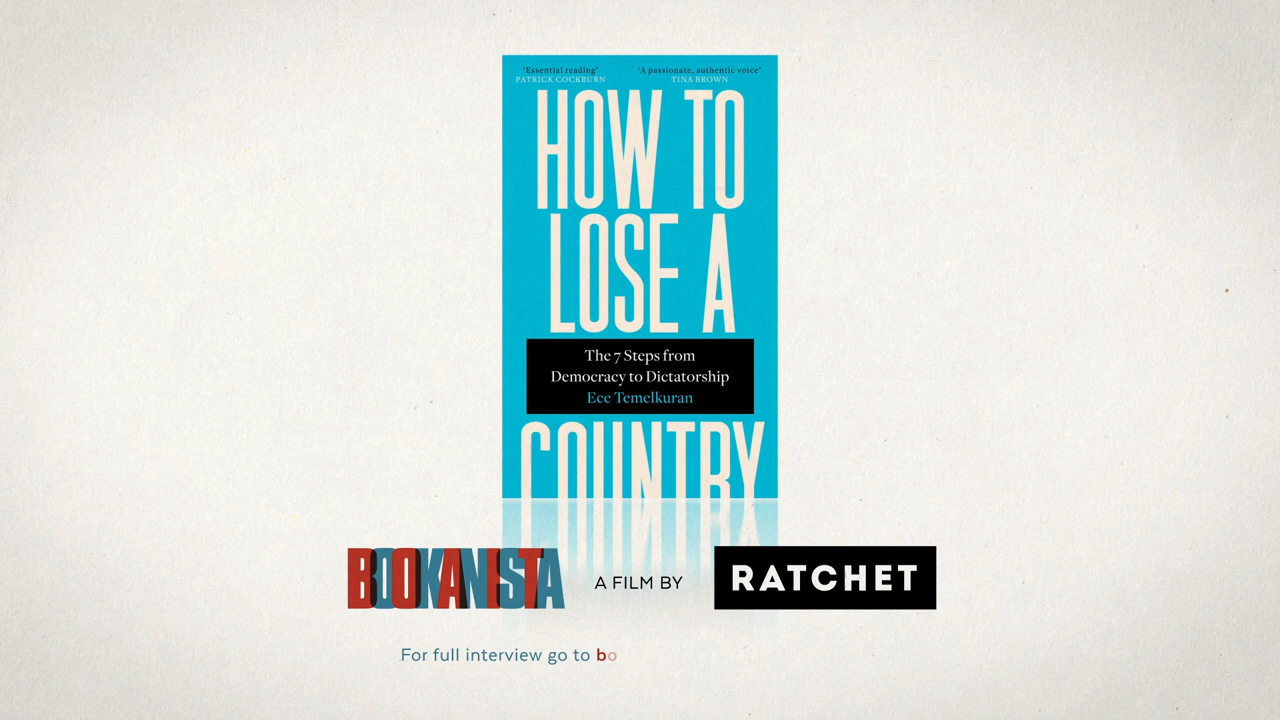 ‘Essential reading’
PATRICK COCKBURN
‘A passionate, authentic voice’
TINA BROWN
HOW TO
LOSE A
The 7 Steps from
Democracy to Dictatorship
Ece Temelkuran
COUNTRY
BOOKANISTA
A FILM BY
RATCHET
For full interview go to bo